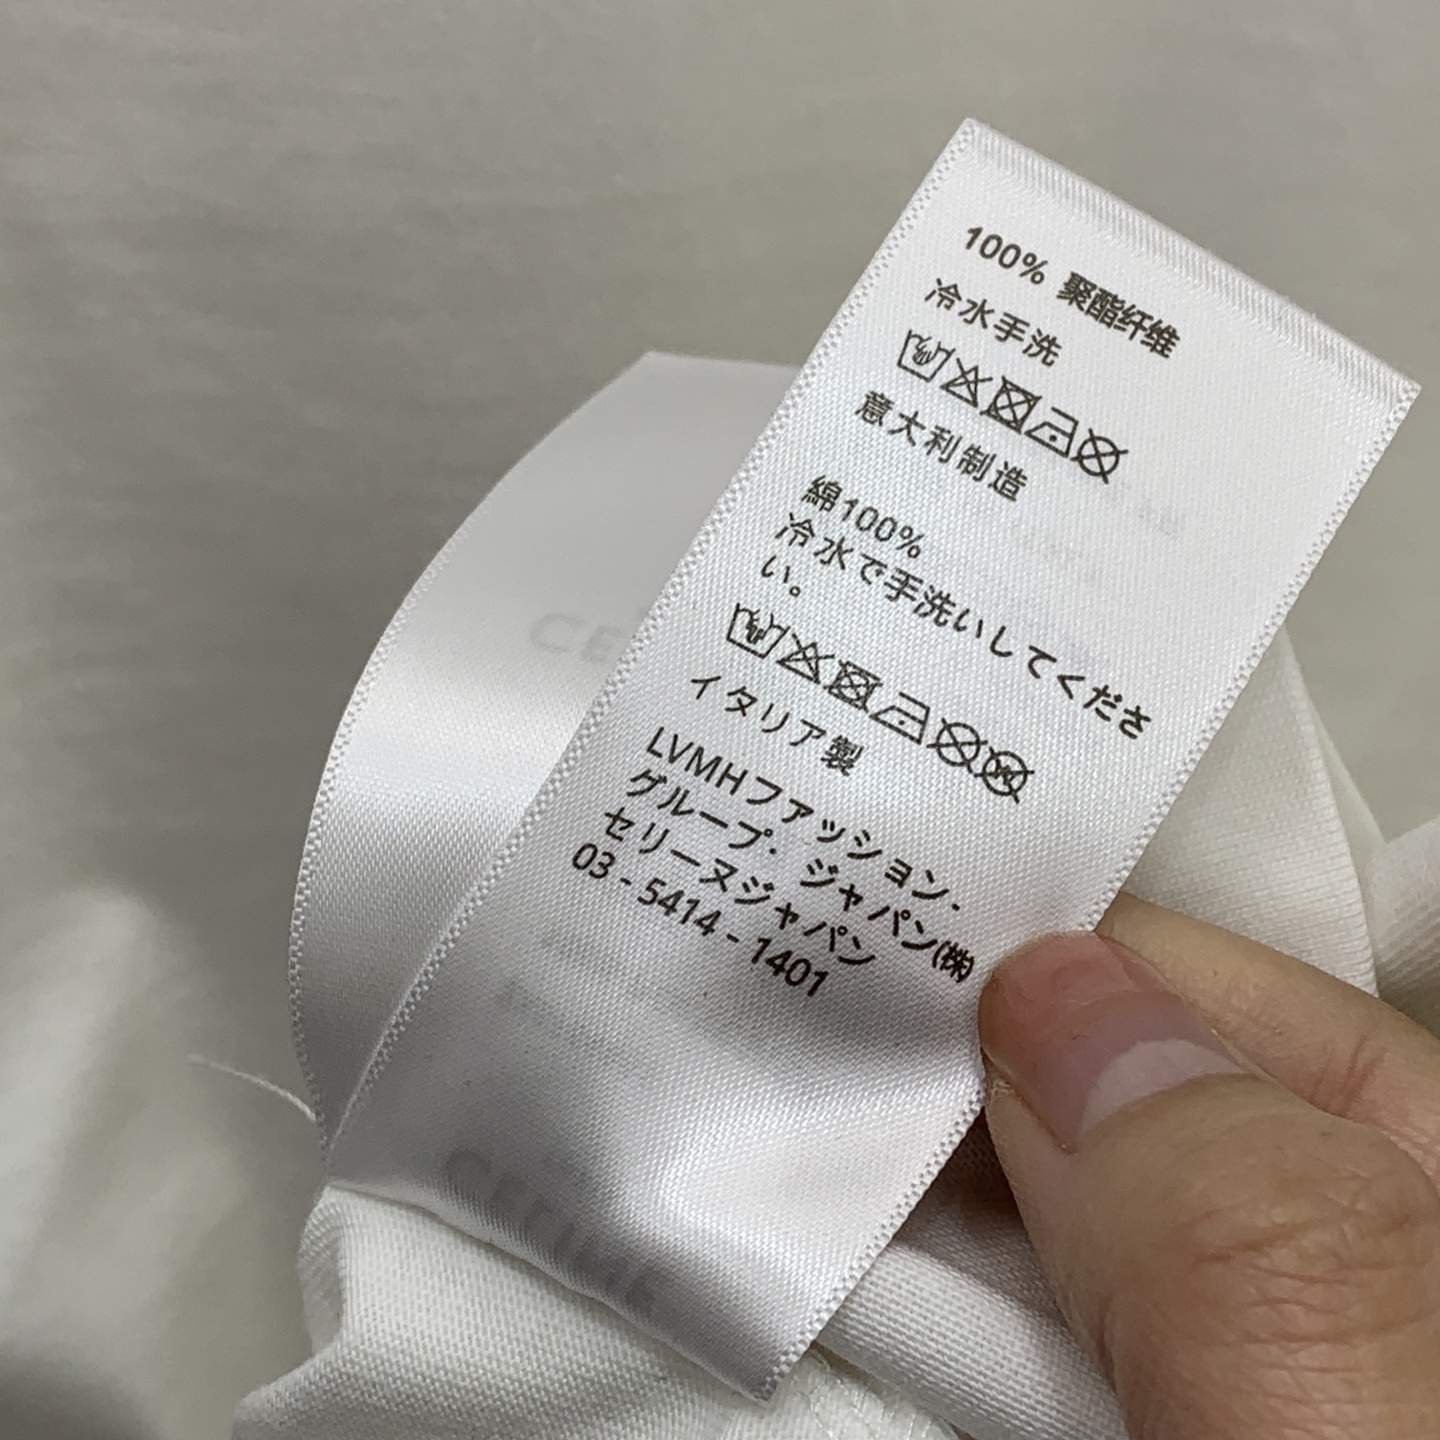 100% 聚酯纤维
冷水手洗
意大利制造
綿100%
冷水で手洗いしてくださ
い。
イタリア製
LVMHファッション・
グループ・ジャパン(株)
セリーヌジャパン
03 - 5414 - 1401